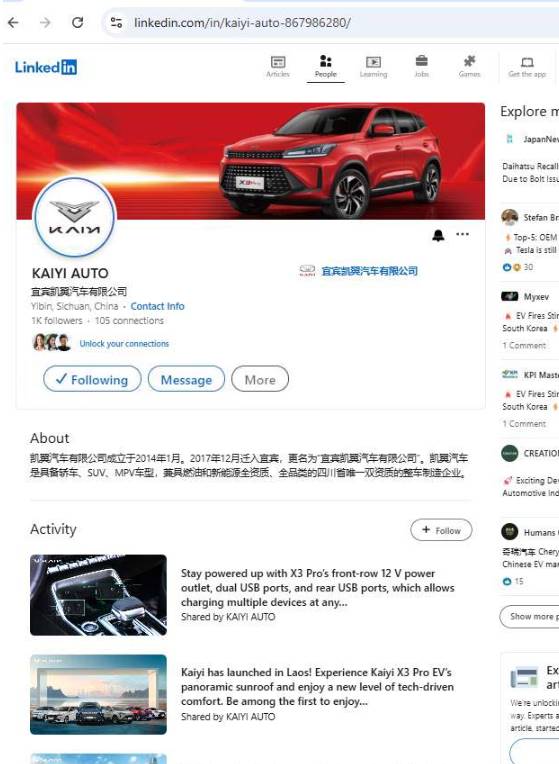 linkedin.com/in/kaiyi-auto-867986280/
Linked in
Articles
People
Learning
Jobs
Games
Get the app
KAIYI
KAIYI AUTO
宜宾凯翼汽车有限公司
Yibin, Sichuan, China · Contact Info
1K followers · 105 connections
Unlock your connections
宜宾凯翼汽车有限公司
Following
Message
More
About
凯翼汽车有限公司成立于2014年1月。2017年12月迁入宜宾，更名为"宜宾凯翼汽车有限公司"。凯翼汽车
是具备轿车、SUV、MPV车型，兼具燃油和新能源全资质、全品类的四川省唯一双资质的整车制造企业。
Activity
+ Follow
Stay powered up with X3 Pro's front-row 12 V power
outlet, dual USB ports, and rear USB ports, which allows
charging multiple devices at any...
Shared by KAIYI AUTO
Kaiyi has launched in Laos! Experience Kaiyi X3 Pro EV's
panoramic sunroof and enjoy a new level of tech-driven
comfort. Be among the first to enjoy...
Shared by KAIYI AUTO
Explore m
JapanNev
Daihatsu Recall
Due to Bolt Issu
Stefan Br
Top-5: OEM
Tesla is still
30
Myxev
EV Fires Stir
South Korea
1 Comment
KPI Maste
EV Fires Stir
South Korea
1 Comment
CREATION
Exciting Dev
Automotive Ind
Humans
奇瑞汽车 Chery
Chinese EV mar
15
Show more p
Ex
art
We're unlocki
way. Experts a
article, started